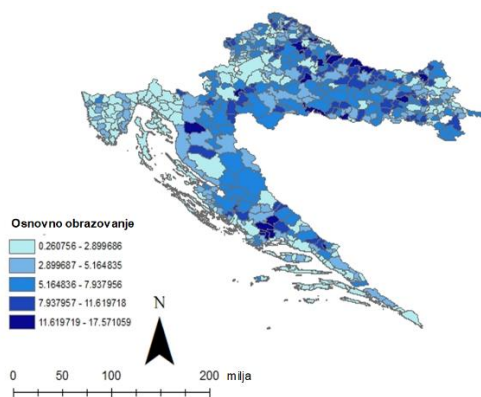 Osnovno obrazovanje
0.260756 - 2.899686
2.899687 - 5.164835
5.164836 - 7.937956
7.937957 - 11.619718
11.619719 - 17.571059
N
0 50 100 200 milja